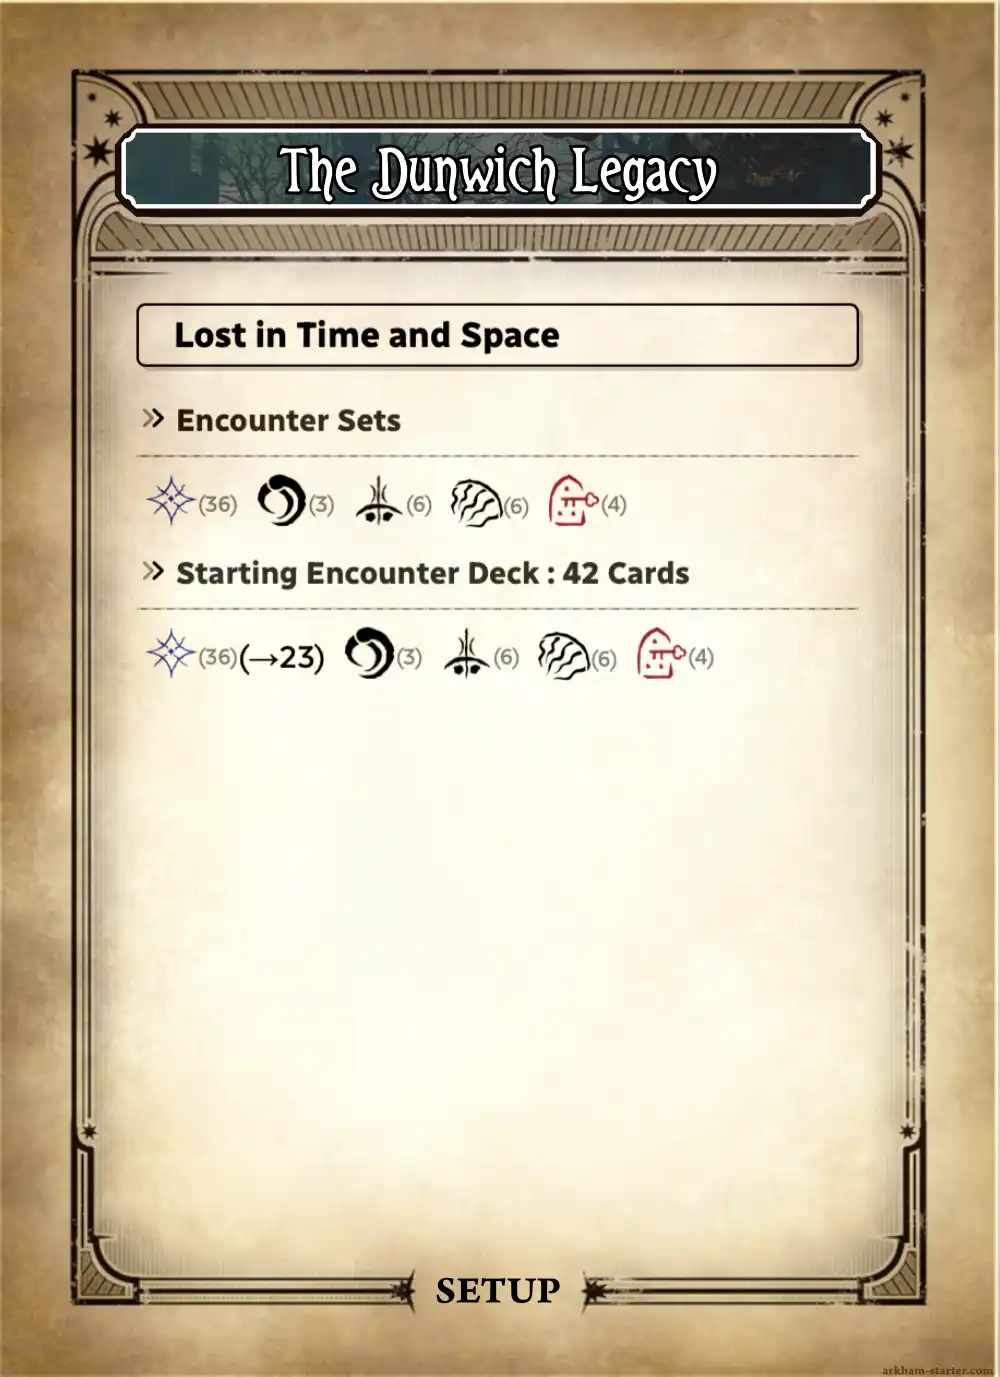 The Dunwich Legacy
Lost in Time and Space
» Encounter Sets
(36) (3) (6) (6) (4)
» Starting Encounter Deck : 42 Cards
(36)(→23) (3) (6) (6) (4)
SETUP
arkham-starter.com